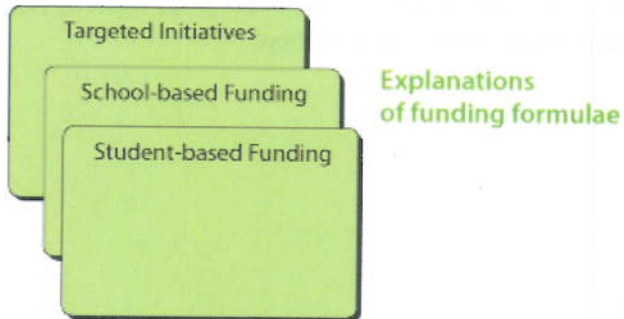 Targeted Initiatives
School-based Funding
Student-based Funding
Explanations
of funding formulae